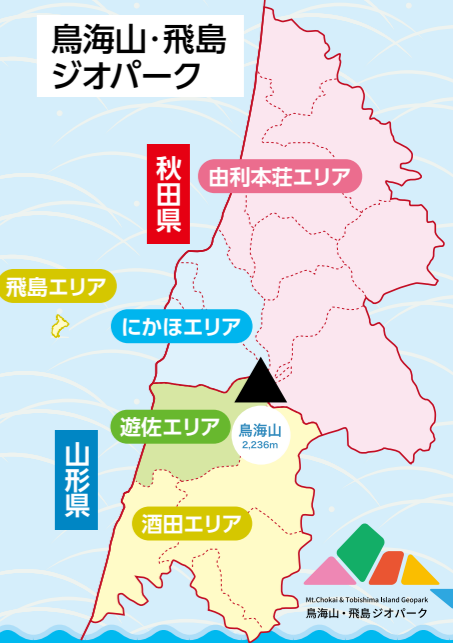 鳥海山・飛島
ジオパーク
秋田県
由利本荘エリア
飛島エリア
にかほエリア
遊佐エリア
鳥海山
2,236m
山形県
酒田エリア
Mt.Chokai & Tobishima Island Geopark
鳥海山・飛島ジオパーク